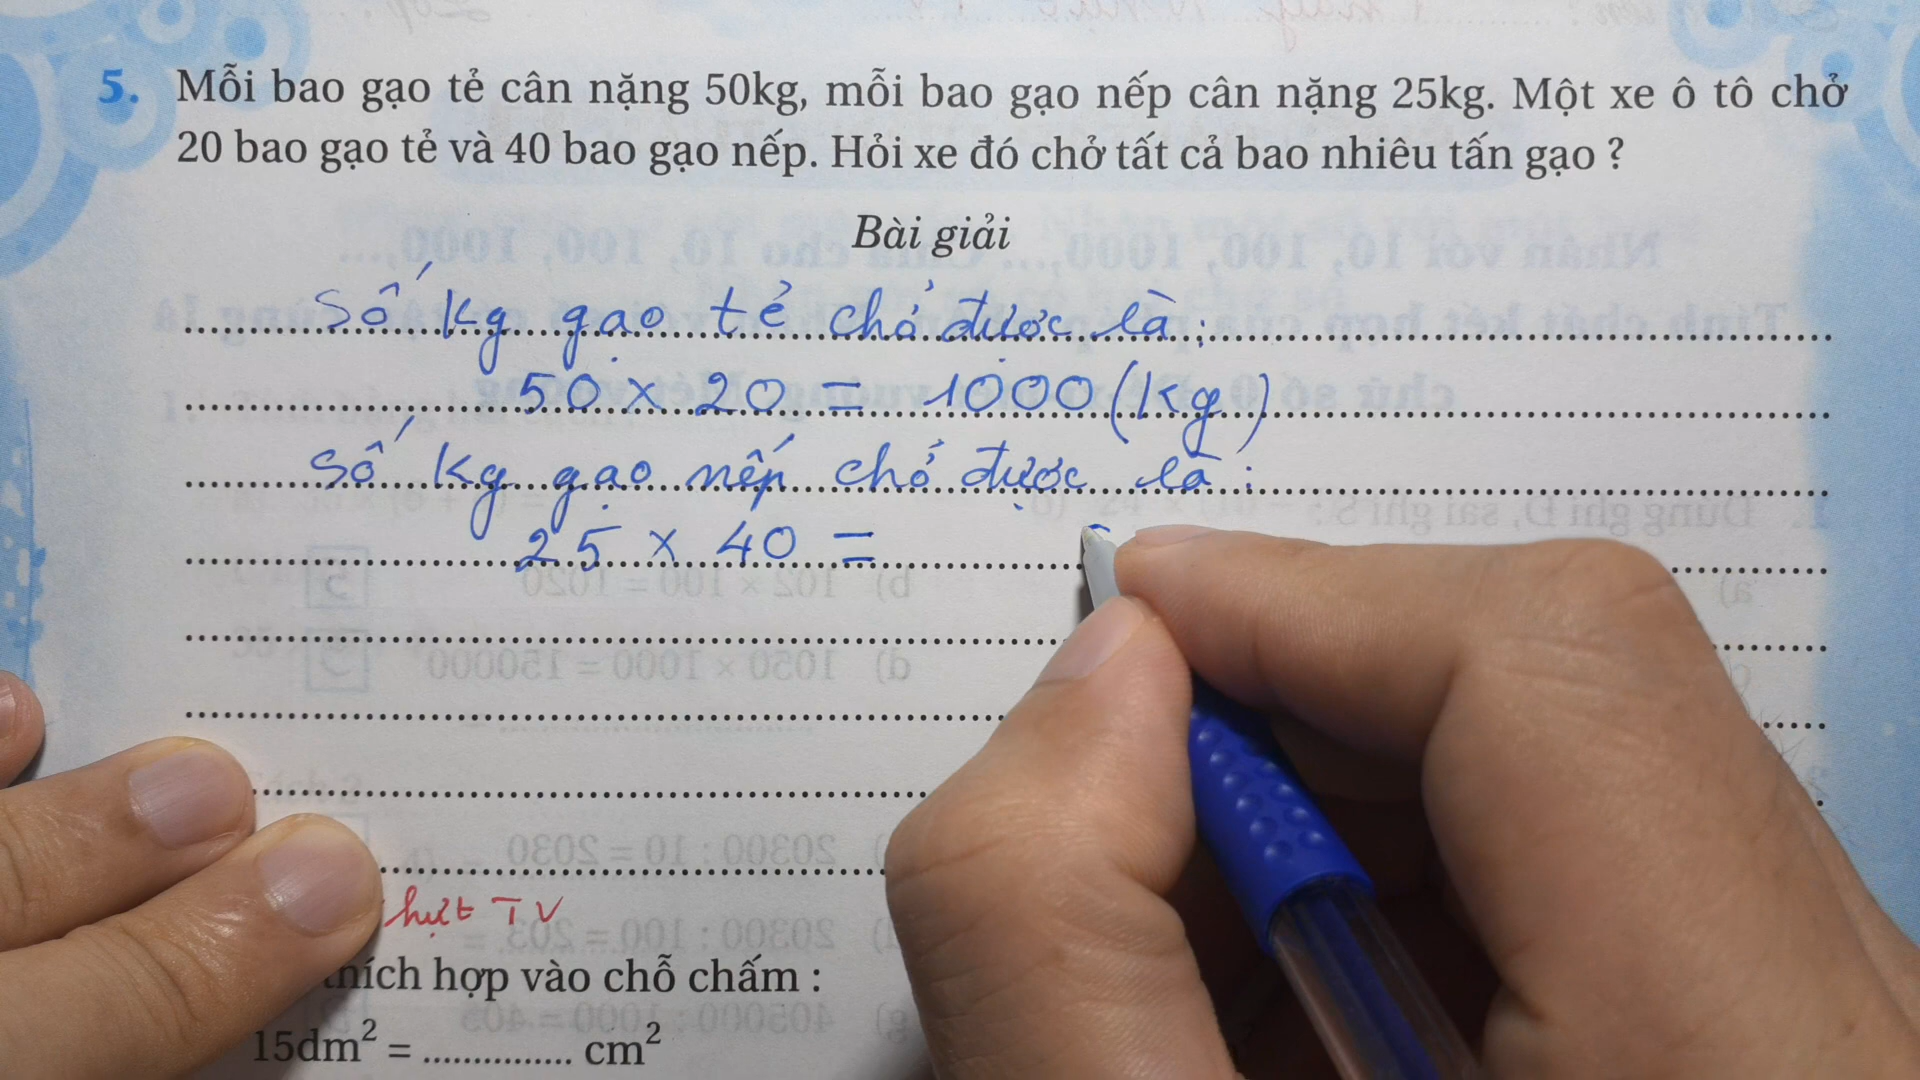 5. Mỗi bao gạo tẻ cân nặng 50kg, mỗi bao gạo nếp cân nặng 25kg. Một xe ô tô chở
20 bao gạo tẻ và 40 bao gạo nếp. Hỏi xe đó chở tất cả bao nhiêu tấn gạo ?
Bài giải
Số kg gạo tẻ chở được là:
50 x 20 = 1000 (kg)
Số kg gạo nếp chở được là:
25 x 40 =
TV
thích hợp vào chỗ chấm :
15dm² = ............... cm²